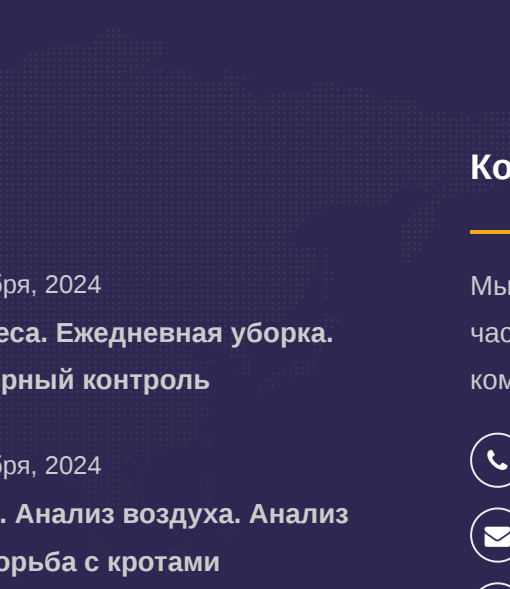 Ко
бря, 2024
еса. Ежедневная уборка.
рный контроль
бря, 2024
. Анализ воздуха. Анализ
орьба с кротами
Мы
час
ком